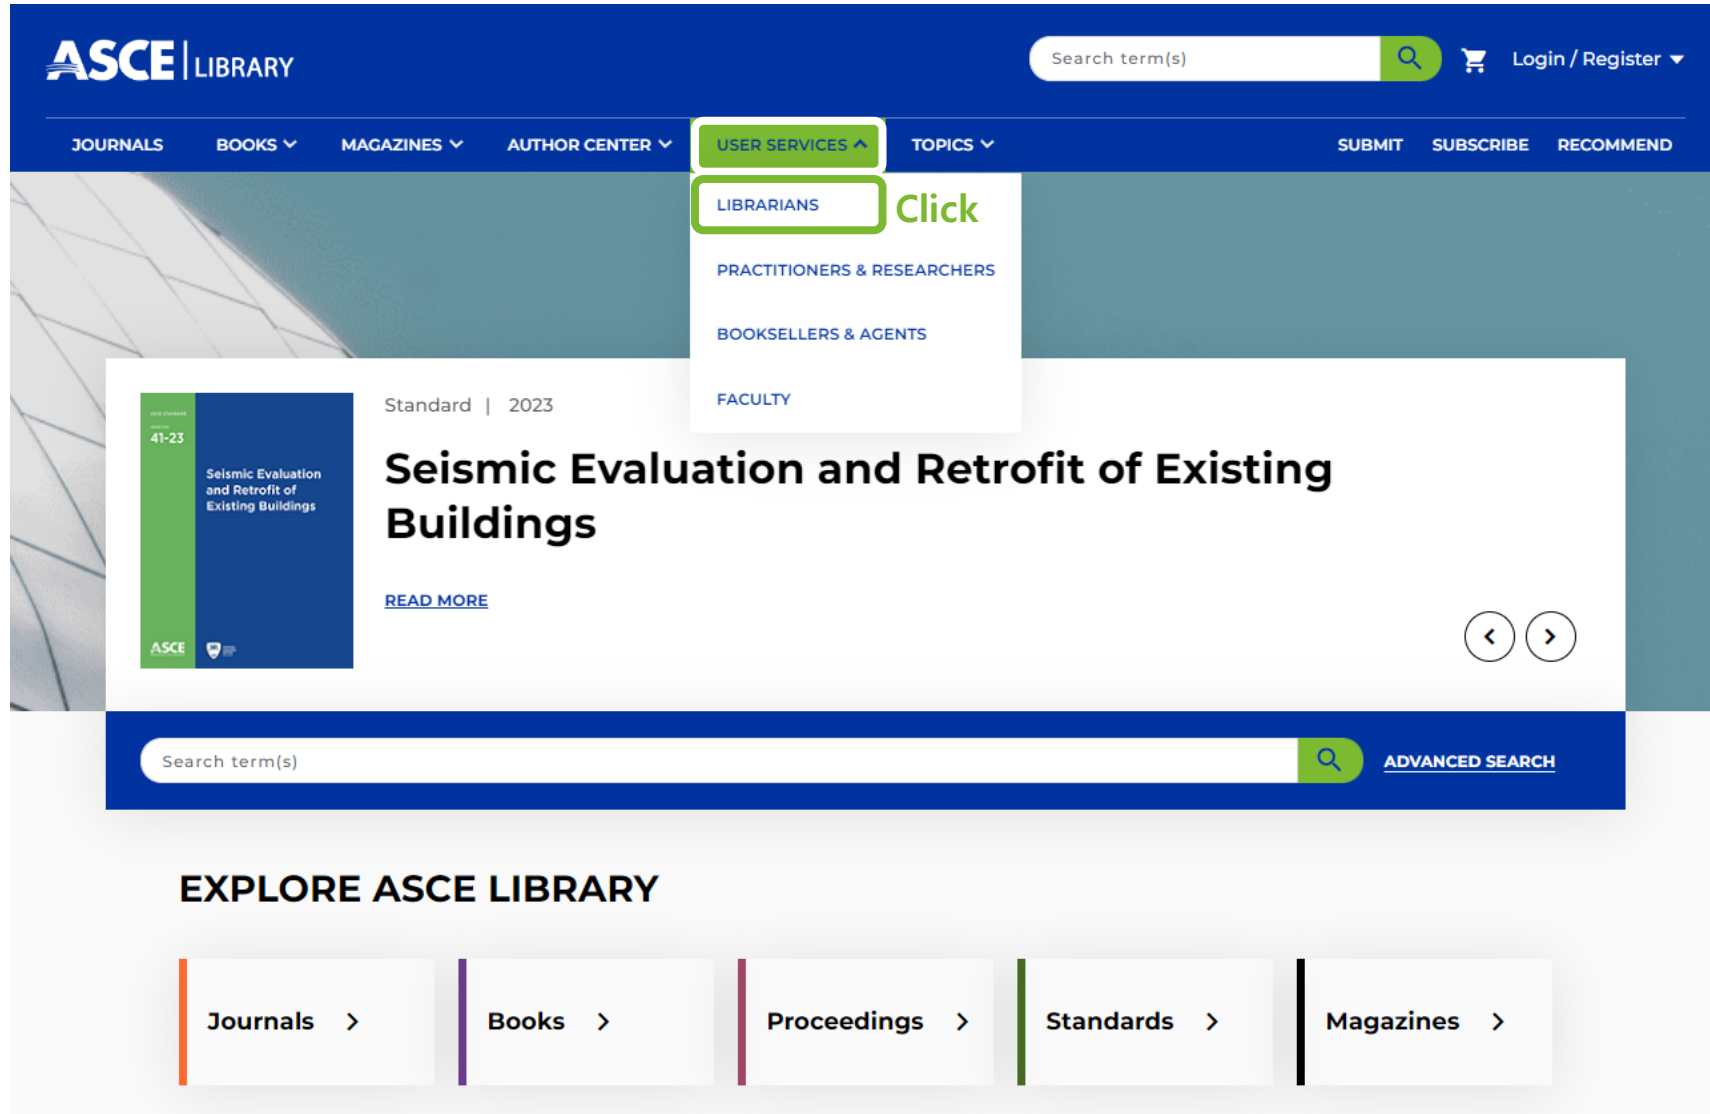 ASCE LIBRARY
Search term(s)
Login / Register
JOURNALS BOOKS MAGAZINES AUTHOR CENTER USER SERVICES TOPICS SUBMIT SUBSCRIBE RECOMMEND
LIBRARIANS
Click
PRACTITIONERS & RESEARCHERS
BOOKSELLERS & AGENTS
FACULTY
41-23
Seismic Evaluation
and Retrofit of
Existing Buildings
ASCE
Standard | 2023
Seismic Evaluation and Retrofit of Existing
Buildings
READ MORE
Search term(s)
ADVANCED SEARCH
EXPLORE ASCE LIBRARY
Journals
Books
Proceedings
Standards
Magazines